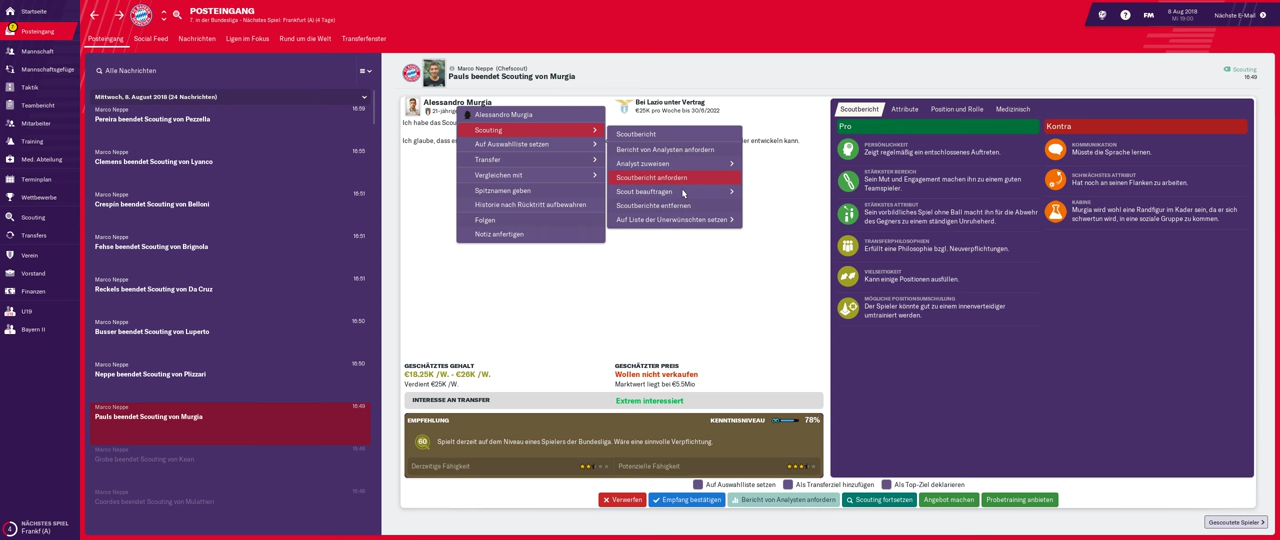 Startseite
Posteingang
Mannschaft
Mannschaftsgefüge
Taktik
Teambericht
Mitarbeiter
Training
Med. Abteilung
Terminplan
Wettbewerbe
Scouting
Transfers
Verein
Vorstand
Finanzen
U19
Bayern II
4
NÄCHSTES SPIEL
Frankf (A)
POSTEINGANG
7. in der Bundesliga - Nächstes Spiel: Frankfurt (A) (4 Tage)
FM
8 Aug 2018
Mi 19:00
Nächste E-Mail
Posteingang
Social Feed
Nachrichten
Ligen im Fokus
Rund um die Welt
Transferfenster
Alle Nachrichten
Mittwoch, 8. August 2018 (24 Nachrichten)
Marco Neppe 16:59
Pereira beendet Scouting von Pezzella
Marco Neppe 16:55
Clemens beendet Scouting von Lyanco
Marco Neppe 16:51
Crespin beendet Scouting von Belloni
Marco Neppe 16:51
Fehse beendet Scouting von Brignola
Marco Neppe 16:51
Reckels beendet Scouting von Da Cruz
Marco Neppe 16:50
Busser beendet Scouting von Luperto
Marco Neppe 16:50
Neppe beendet Scouting von Plizzari
Marco Neppe 16:49
Pauls beendet Scouting von Murgia
Marco Neppe 16:48
Grobe beendet Scouting von Kean
Marco Neppe 16:46
Coordes beendet Scouting von Mulattieri
Marco Neppe (Chefscout)
Pauls beendet Scouting von Murgia
Scouting
16:49
Alessandro Murgia
21-jährige
Bei Lazio unter Vertrag
€25K pro Woche bis 30/6/2022
Ich habe das Scou
Ich glaube, dass es
er entwickeln kann.
Alessandro Murgia
Scouting
Auf Auswahlliste setzen
Transfer
Vergleichen mit
Spitznamen geben
Historie nach Rücktritt aufbewahren
Folgen
Notiz anfertigen
Scoutbericht
Bericht von Analysten anfordern
Analyst zuweisen
Scoutbericht anfordern
Scout beauftragen
Scoutberichte entfernen
Auf Liste der Unerwünschten setzen
GESCHÄTZTES GEHALT
€18.25K /W. - €26K /W.
Verdient €25K /W.
GESCHÄTZTER PREIS
Wollen nicht verkaufen
Marktwert liegt bei €5.5Mio
INTERESSE AN TRANSFER
Extrem interessiert
EMPFEHLUNG
KENNTNISNIVEAU 78%
60
Spielt derzeit auf dem Niveau eines Spielers der Bundesliga. Wäre eine sinnvolle Verpflichtung.
Derzeitige Fähigkeit
Potenzielle Fähigkeit
Scoutbericht
Attribute
Position und Rolle
Medizinisch
Pro
PERSÖNLICHKEIT
Zeigt regelmäßig ein entschlossenes Auftreten.
STÄRKSTER BEREICH
Sein Mut und Engagement machen ihn zu einem guten
Teamspieler.
STÄRKSTES ATTRIBUT
Sein vorbildliches Spiel ohne Ball macht ihn für die Abwehr
des Gegners zu einem ständigen Unruheherd.
TRANSFERPHILOSOPHIEN
Erfüllt eine Philosophie bzgl. Neuverpflichtungen.
VIELSEITIGKEIT
Kann einige Positionen ausfüllen.
MÖGLICHE POSITIONSUMSCHULUNG
Der Spieler könnte gut zu einem innenverteidiger
umtrainiert werden.
Kontra
KOMMUNIKATION
Müsste die Sprache lernen.
SCHWÄCHSTES ATTRIBUT
Hat noch an seinen Flanken zu arbeiten.
KABINE
Murgia wird wohl eine Randfigur im Kader sein, da er sich
schwertun wird, in eine soziale Gruppe zu kommen.
Auf Auswahlliste setzen
Als Transferziel hinzufügen
Als Top-Ziel deklarieren
Verwerfen
Empfang bestätigen
Bericht von Analysten anfordern
Scouting fortsetzen
Angebot machen
Probetraining anbieten
Gescoutete Spieler